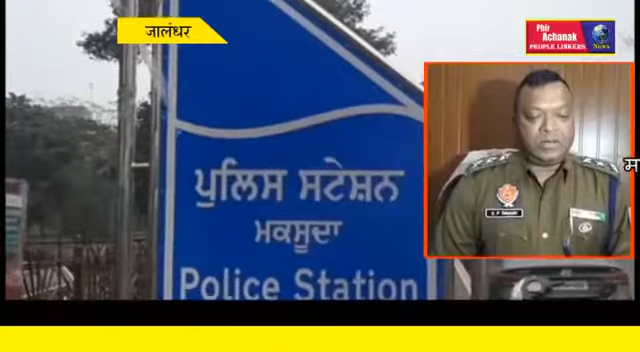 जालंधर
Phir
Achanak
News
PEOPLE LINKERS
ਪੁਲਿਸ ਸਟੇਸ਼ਨ
ਮਕਸੂਦਾ
Police Station
म